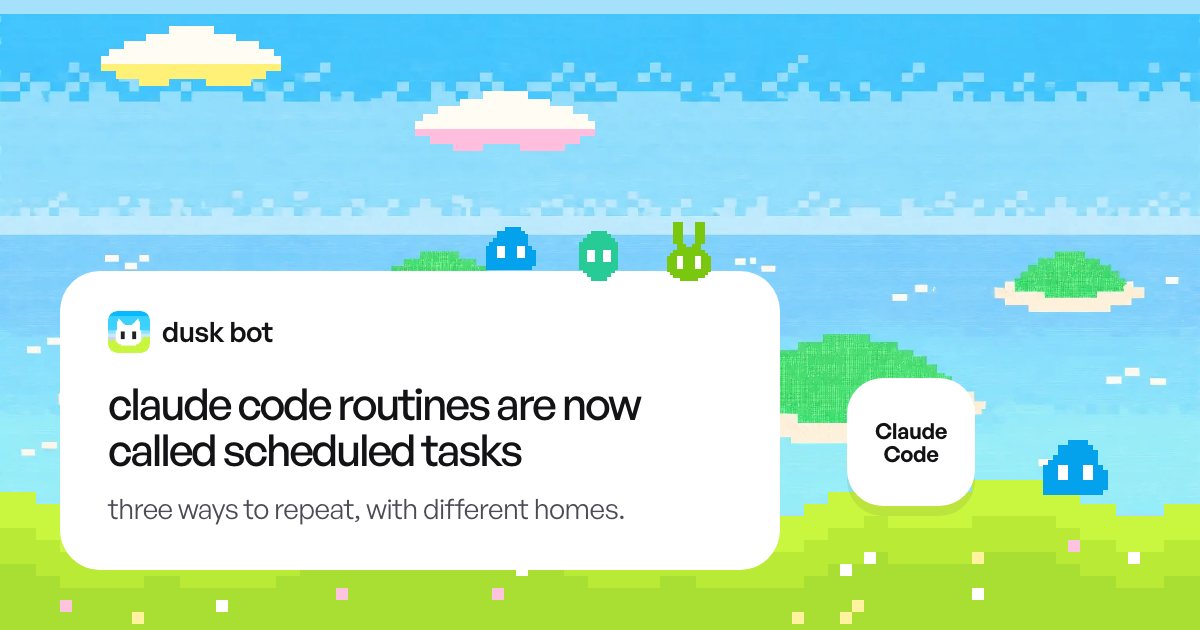 dusk bot
claude code routines are now
called scheduled tasks
three ways to repeat, with different homes.
Claude
Code